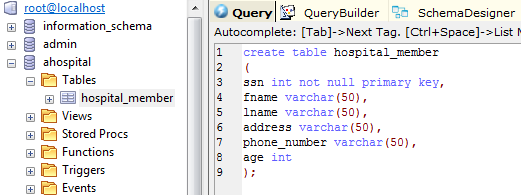 root@localhost
information_schema
admin
ahospital
Tables
hospital_member
Views
Stored Procs
Functions
Triggers
Events
Query QueryBuilder SchemaDesigner
Autocomplete: [Tab]->Next Tag. [Ctrl+Space]->List M
1 create table hospital_member
2 (
3 ssn int not null primary key,
4 fname varchar(50),
5 lname varchar(50),
6 address varchar(50),
7 phone_number varchar(50),
8 age int
9 );